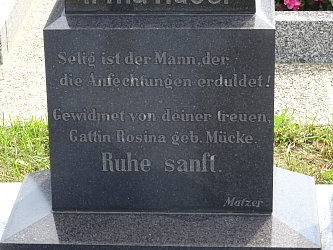 Selig ist der Mann, der
die Anfechtungen erduldet!
Gewidmet von deiner treuen,
Gattin Rosina geb. Mücke.
Ruhe sanft.
Matzer